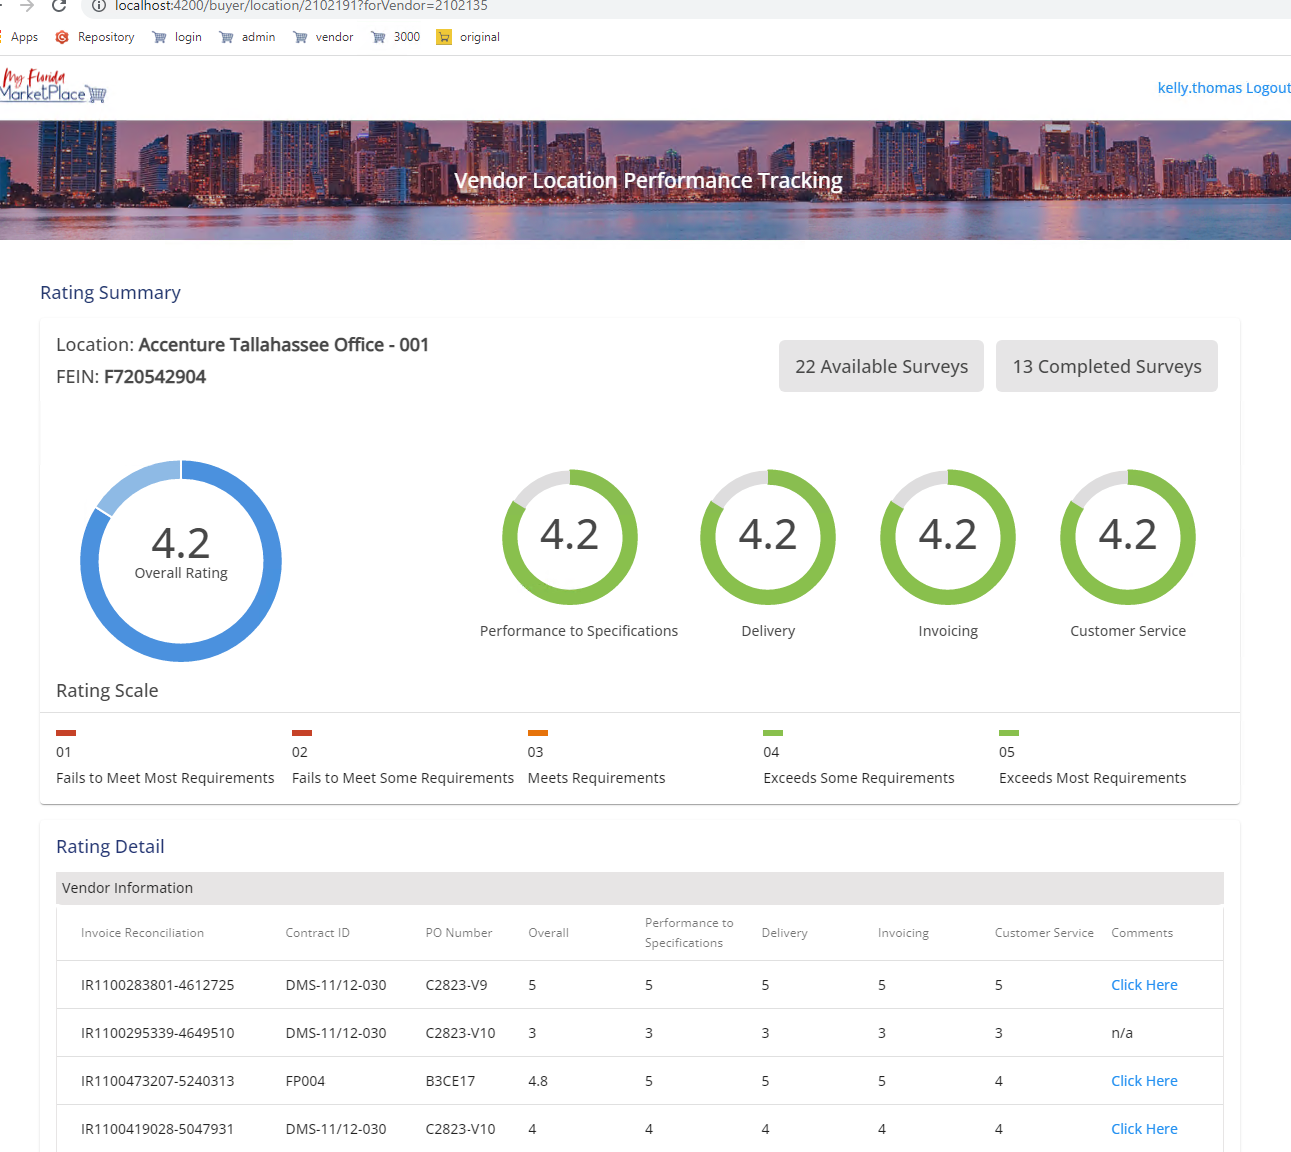 localhost:4200/buyer/location/2102191?forVendor=2102135
Apps Repository login admin vendor 3000 original
My Florida
MarketPlace
kelly.thomas Logout
Vendor Location Performance Tracking
Rating Summary
Location: Accenture Tallahassee Office - 001
FEIN: F720542904
22 Available Surveys 13 Completed Surveys
4.2
Overall Rating
4.2 4.2 4.2 4.2
Performance to Specifications Delivery Invoicing Customer Service
Rating Scale
01 02 03 04 05
Fails to Meet Most Requirements Fails to Meet Some Requirements Meets Requirements Exceeds Some Requirements Exceeds Most Requirements
Rating Detail
Vendor Information
Invoice Reconciliation Contract ID PO Number Overall Performance to Specifications Delivery Invoicing Customer Service Comments
IR1100283801-4612725 DMS-11/12-030 C2823-V9 5 5 5 5 5 Click Here
IR1100295339-4649510 DMS-11/12-030 C2823-V10 3 3 3 3 3 n/a
IR1100473207-5240313 FP004 B3CE17 4.8 5 5 5 4 Click Here
IR1100419028-5047931 DMS-11/12-030 C2823-V10 4 4 4 4 4 Click Here